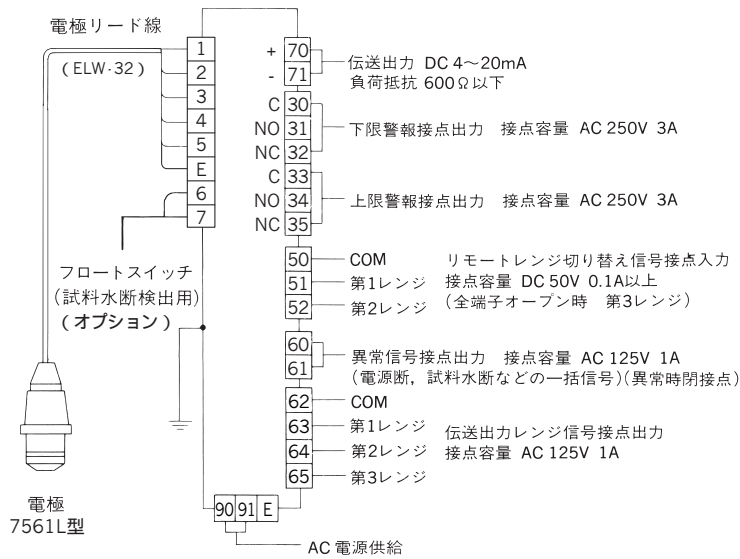 電極リード線
(ELW-32)
1
2
3
4
5
E
6
7
フロートスイッチ
(試料水断検出用)
(オプション)
電極
7561L型
+ 70
- 71
伝送出力 DC 4〜20mA
負荷抵抗 600Ω以下
C 30
NO 31
NC 32
下限警報接点出力 接点容量 AC 250V 3A
C 33
NO 34
NC 35
上限警報接点出力 接点容量 AC 250V 3A
50 COM
51 第1レンジ
52 第2レンジ
リモートレンジ切り替え信号接点入力
接点容量 DC 50V 0.1A以上
(全端子オープン時 第3レンジ)
60
61
異常信号接点出力 接点容量 AC 125V 1A
(電源断,試料水断などの一括信号)(異常時閉接点)
62 COM
63 第1レンジ
64 第2レンジ
65 第3レンジ
伝送出力レンジ信号接点出力
接点容量 AC 125V 1A
90 91 E
AC 電源供給